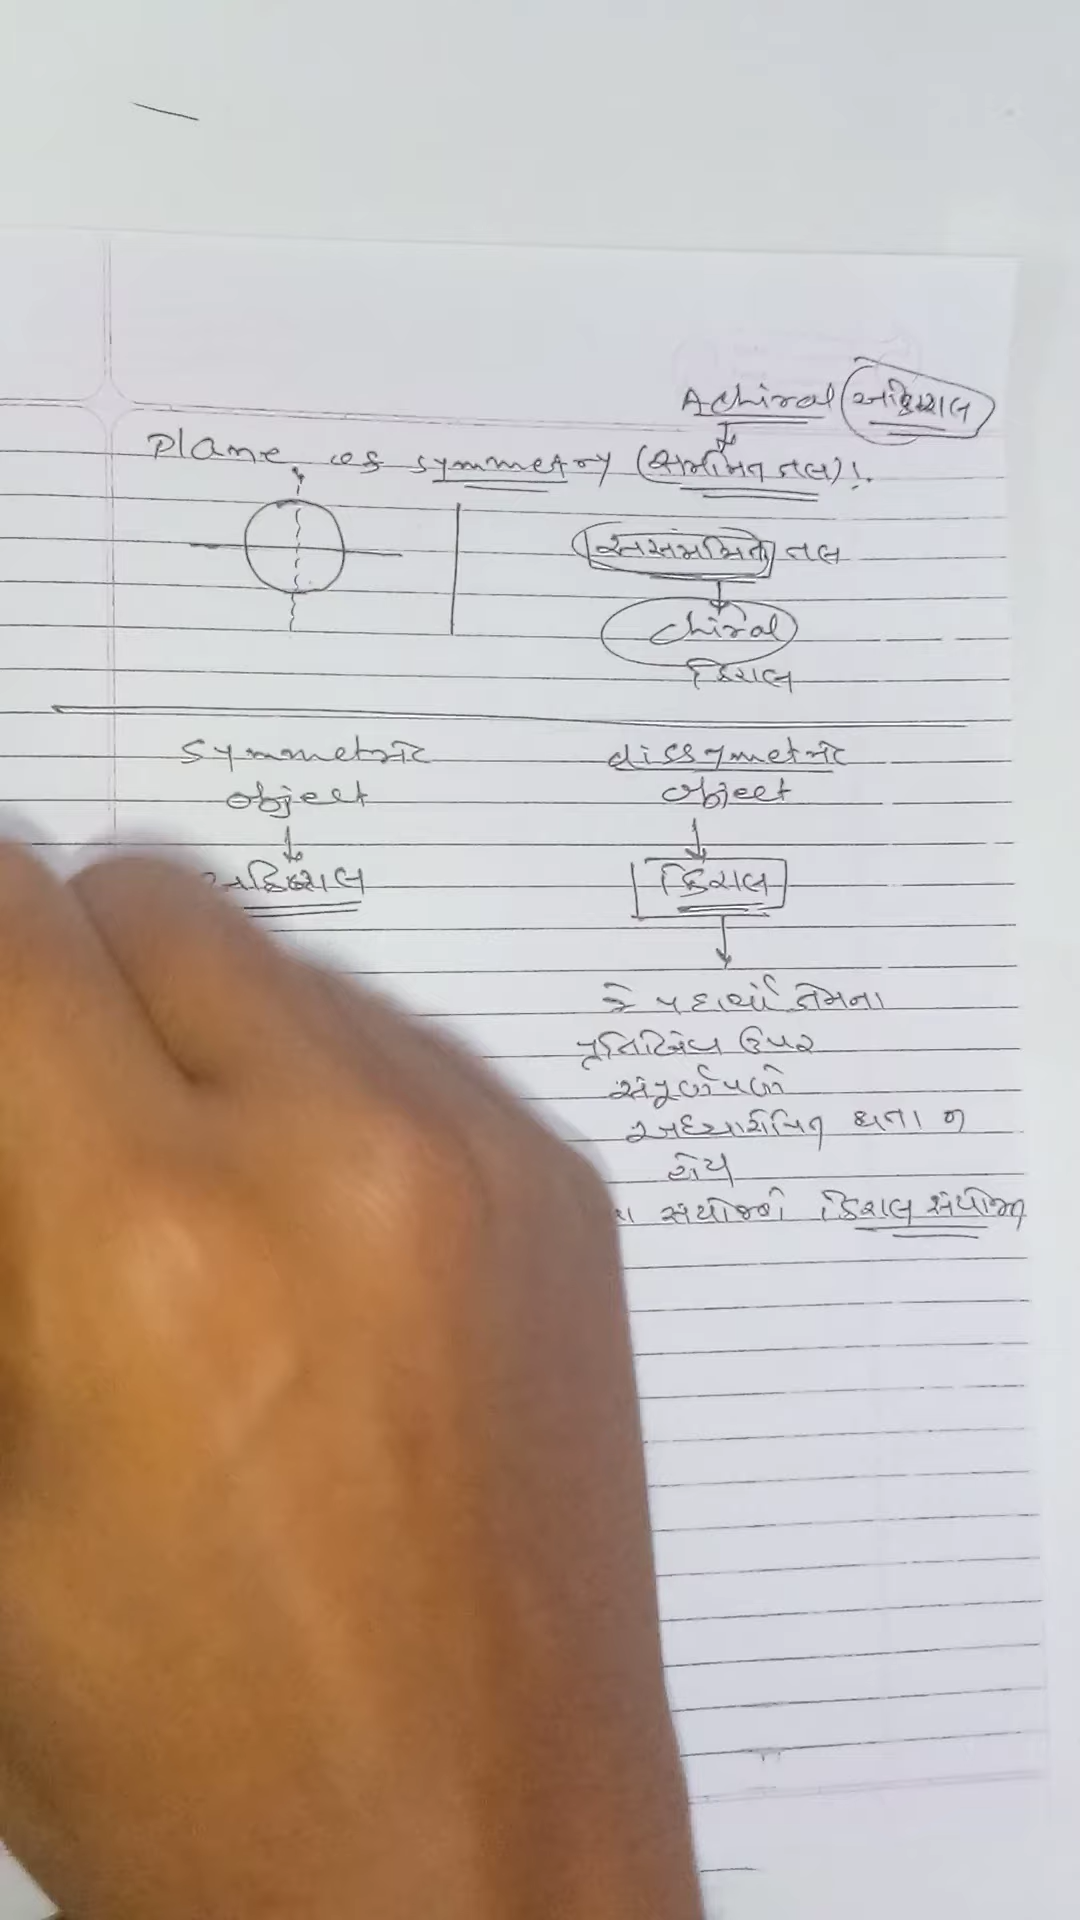 Achiral અકિરાલ
Plane of symmetry (સમમિત તલ)!.
અસમમિત તલ
chiral
કિરાલ
symmetric
object
અકિરાલ
dissymetric
object
કિરાલ
જે પદાર્થો તેમના
પ્રતિબિંબ ઉપર
સંપૂર્ણપણે
અધ્યારોપિત થતા ન
હોય
સંયોજનો કિરાલ સંયોજન